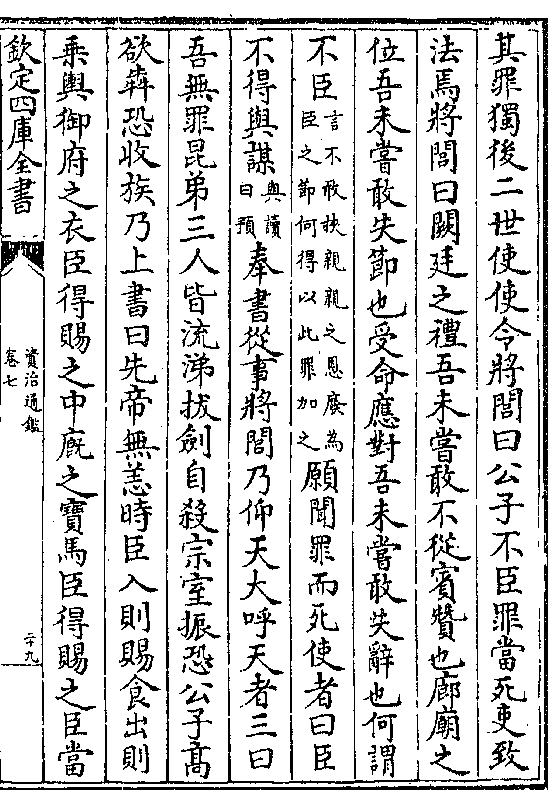 其罪獨後二世使使令將閭曰公子不臣罪當死吏致
法焉將閭曰闕廷之禮吾未嘗敢不從賓贊也廊廟之
位吾未嘗敢失節也受命應對吾未嘗敢失辭也何謂
不臣言不敢挾親親之恩廢為臣之節何得以此罪加之願聞罪而死使者曰臣
不得與謀與讀曰預奉書從事將閭乃仰天大呼天者三曰
吾無罪昆弟三人皆流涕拔劍自殺宗室振恐公子高
欲犇恐收族乃上書曰先帝無恙時臣入則賜食出則
乘輿御府之衣臣得賜之中廐之寶馬臣得賜之臣當
欽定四庫全書
資治通鑑
卷七
二十九